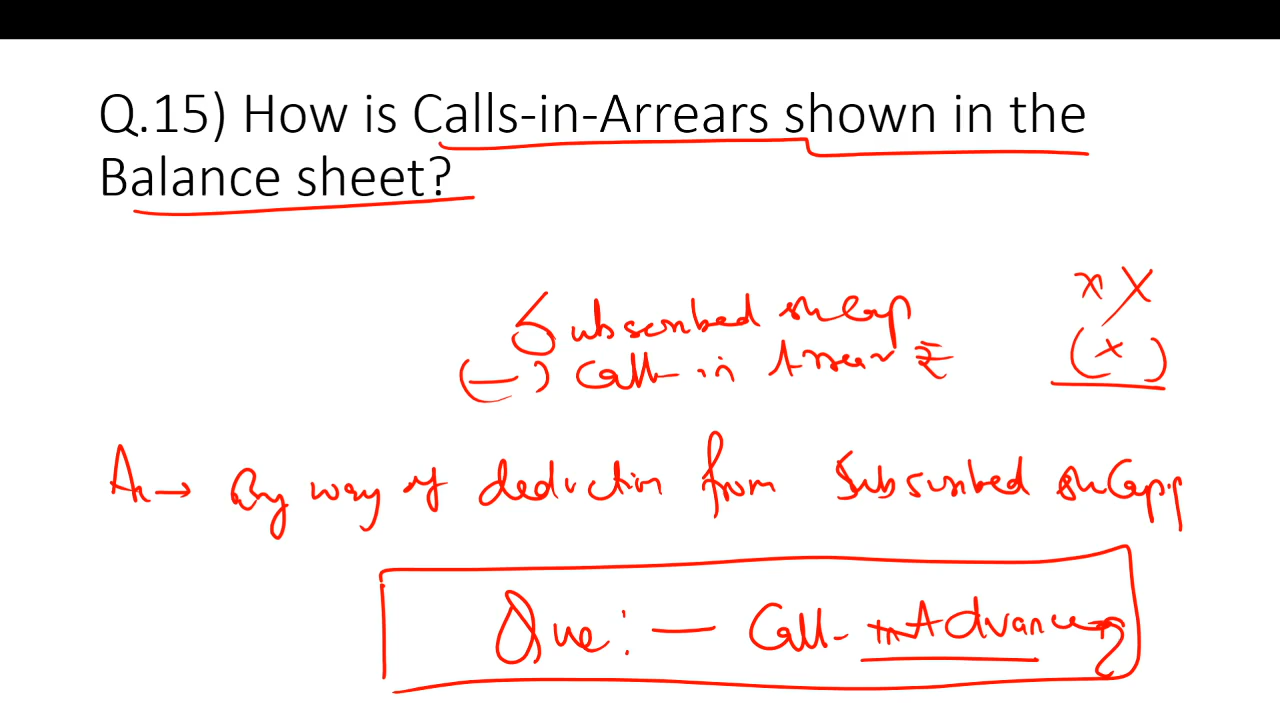 Q.15) How is Calls-in-Arrears shown in the
Balance sheet?
Subscribed sh Cap xX
(-) Call-in Arrear ₹ (x)
An → By way of deduction from Subscribed sh Cap.
Que:- Call-in Advance ?